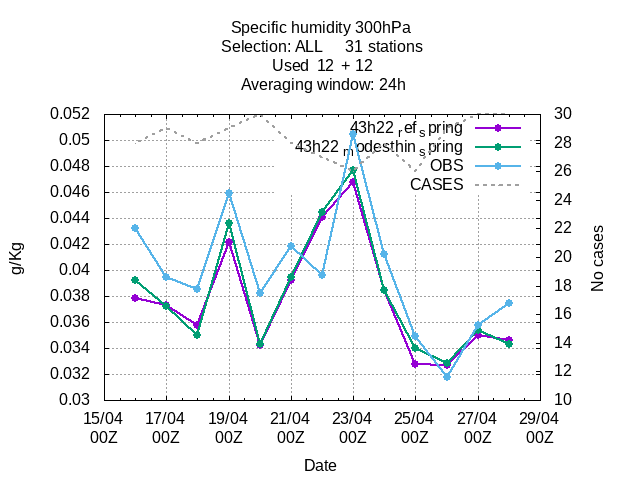 Specific humidity 300hPa
Selection: ALL     31 stations
Used  12  + 12
Averaging window: 24h
43h22 ref spring
43h22 modesthin spring
OBS
CASES
g/Kg
0.052
0.05
0.048
0.046
0.044
0.042
0.04
0.038
0.036
0.034
0.032
0.03
No cases
30
28
26
24
22
20
18
16
14
12
10
15/04 17/04 19/04 21/04 23/04 25/04 27/04 29/04
00Z 00Z 00Z 00Z 00Z 00Z 00Z 00Z
Date